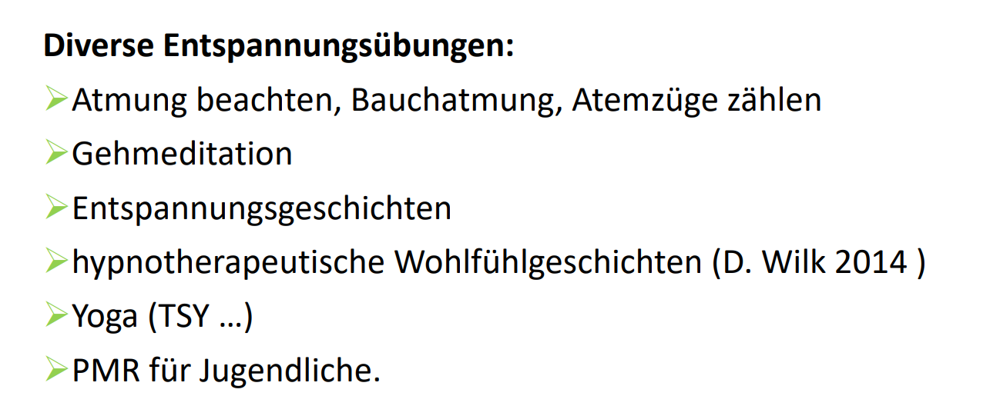 Diverse Entspannungsübungen:
Atmung beachten, Bauchatmung, Atemzüge zählen
Gehmeditation
Entspannungsgeschichten
hypnotherapeutische Wohlfühlgeschichten (D. Wilk 2014 )
Yoga (TSY …)
PMR für Jugendliche.